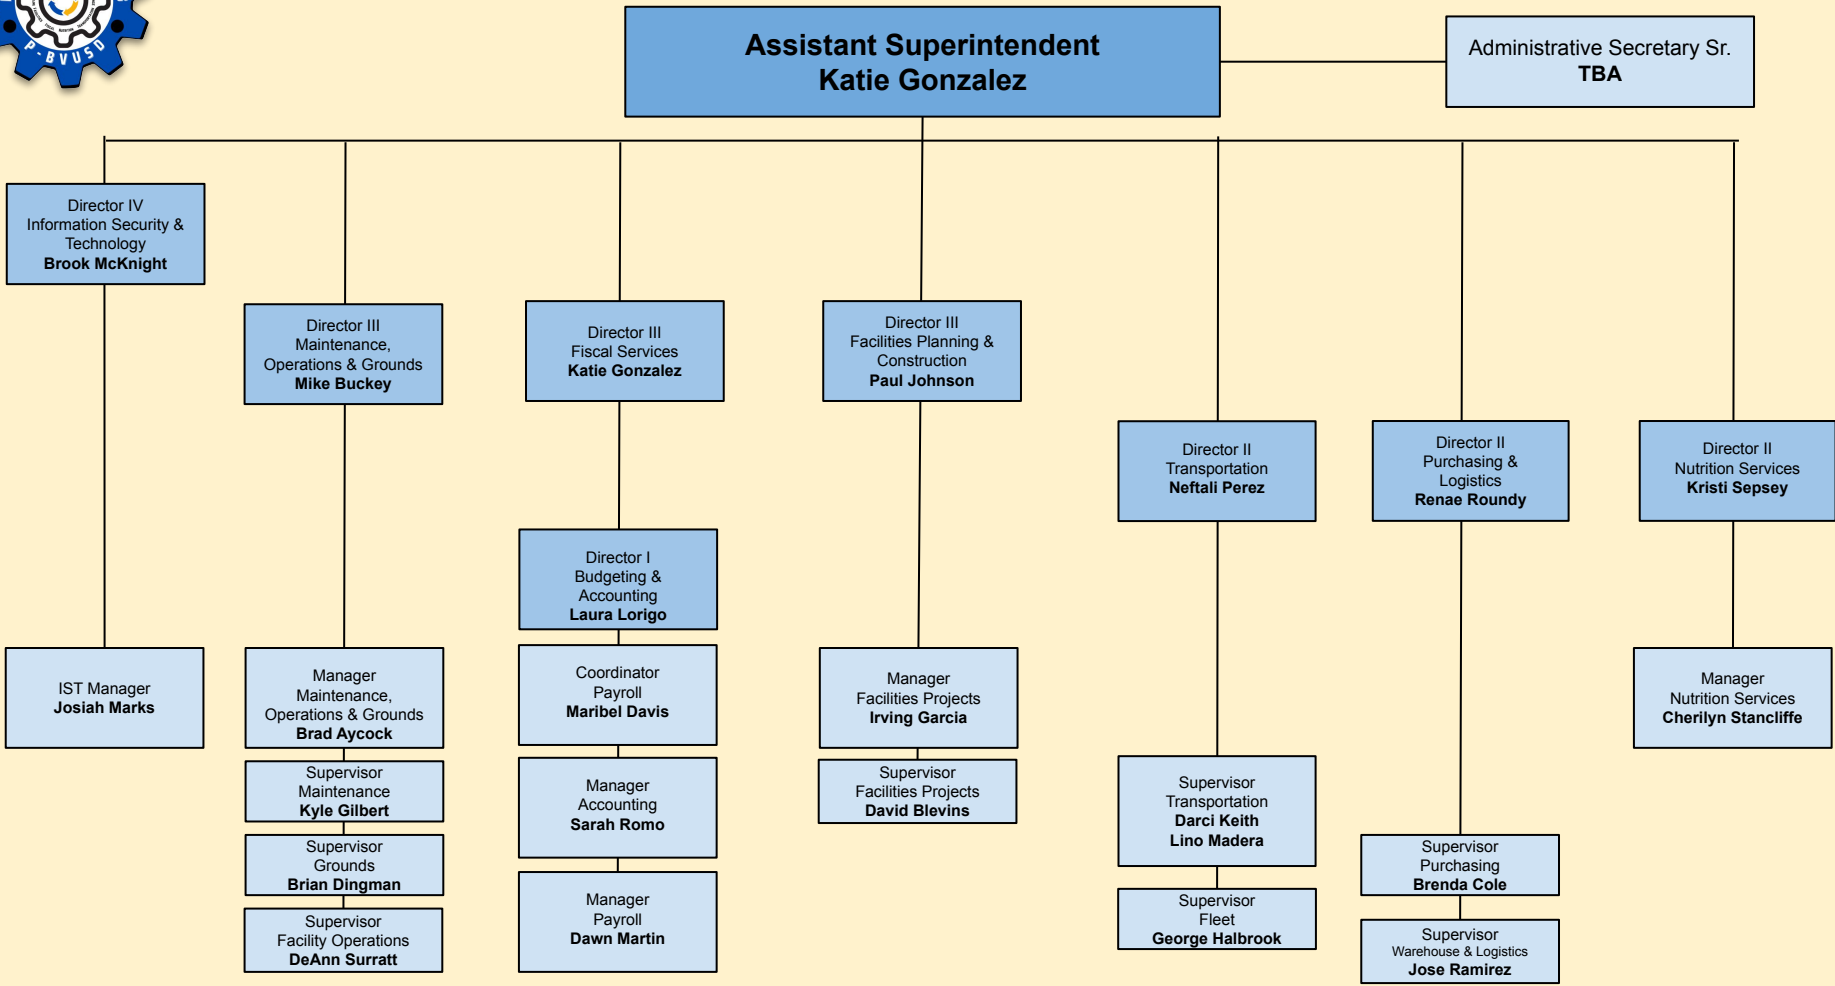 P-BVUSD
Assistant Superintendent
Katie Gonzalez
Administrative Secretary Sr.
TBA
Director IV
Information Security &
Technology
Brook McKnight
Director III
Maintenance,
Operations & Grounds
Mike Buckey
Director III
Fiscal Services
Katie Gonzalez
Director III
Facilities Planning &
Construction
Paul Johnson
Director II
Transportation
Neftali Perez
Director II
Purchasing &
Logistics
Renae Roundy
Director II
Nutrition Services
Kristi Sepsey
Director I
Budgeting &
Accounting
Laura Lorigo
IST Manager
Josiah Marks
Manager
Maintenance,
Operations & Grounds
Brad Aycock
Supervisor
Maintenance
Kyle Gilbert
Supervisor
Grounds
Brian Dingman
Supervisor
Facility Operations
DeAnn Surratt
Coordinator
Payroll
Maribel Davis
Manager
Accounting
Sarah Romo
Manager
Payroll
Dawn Martin
Manager
Facilities Projects
Irving Garcia
Supervisor
Facilities Projects
David Blevins
Supervisor
Transportation
Darci Keith
Lino Madera
Supervisor
Fleet
George Halbrook
Supervisor
Purchasing
Brenda Cole
Supervisor
Warehouse & Logistics
Jose Ramirez
Manager
Nutrition Services
Cherilyn Stancliffe